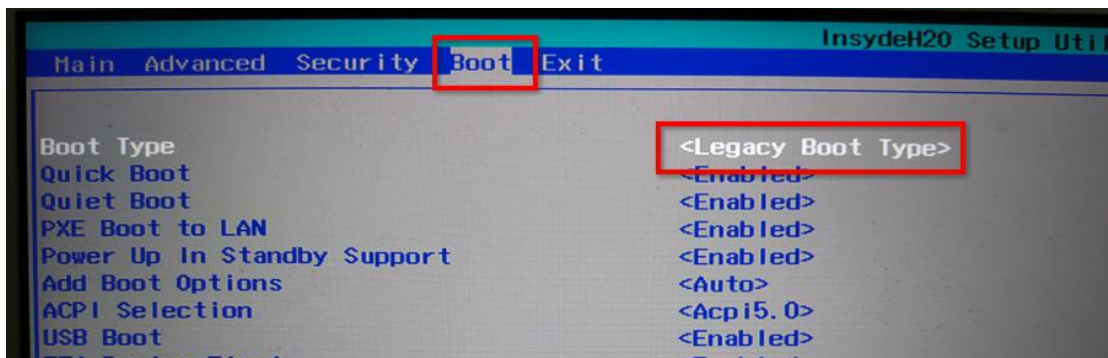 InsydeH20 Setup
Main Advanced Security Boot Exit
Boot Type <Legacy Boot Type>
Quick Boot <Enabled>
Quiet Boot <Enabled>
PXE Boot to LAN <Enabled>
Power Up In Standby Support <Enabled>
Add Boot Options <Auto>
ACPI Selection <Acpi5.0>
USB Boot <Enabled>